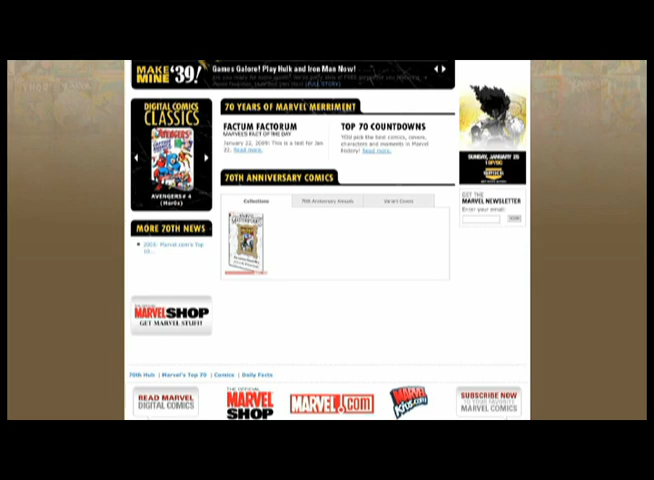 MAKE MINE '39!
Games Galore! Play Hulk and Iron Man Now!
(FULL STORY)
DIGITAL COMICS
CLASSICS
AVENGERS # 4
(Mar64)
70 YEARS OF MARVEL MERRIMENT
FACTUM FACTORUM
MARVEL'S FACT OF THE DAY
January 22, 2009: This is a test for Jan
22. Read more.
TOP 70 COUNTDOWNS
YOU pick the best comics, covers,
characters and moments in Marvel
history! Read more.
70TH ANNIVERSARY COMICS
Collections
70th Anniversary Annuals
Variant Covers
SUNDAY, JANUARY 25
GET THE
MARVEL NEWSLETTER
Enter your email:
MORE 70TH NEWS
Marvel.com's Top
MARVEL SHOP
GET MARVEL STUFF!
70th Hub | Marvel's Top 70 | Comics | Daily Facts
READ MARVEL
DIGITAL COMICS
THE OFFICIAL
MARVEL
SHOP
MARVEL.com
MARVEL
Kids.com
SUBSCRIBE NOW
TO YOUR FAVORITE
MARVEL COMICS